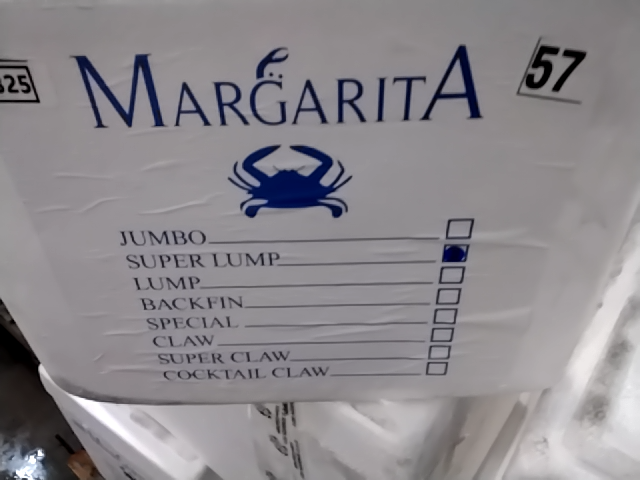 MARGARITA
325
57
JUMBO
SUPER LUMP
LUMP
BACKFIN
SPECIAL
CLAW
SUPER CLAW
COCKTAIL CLAW